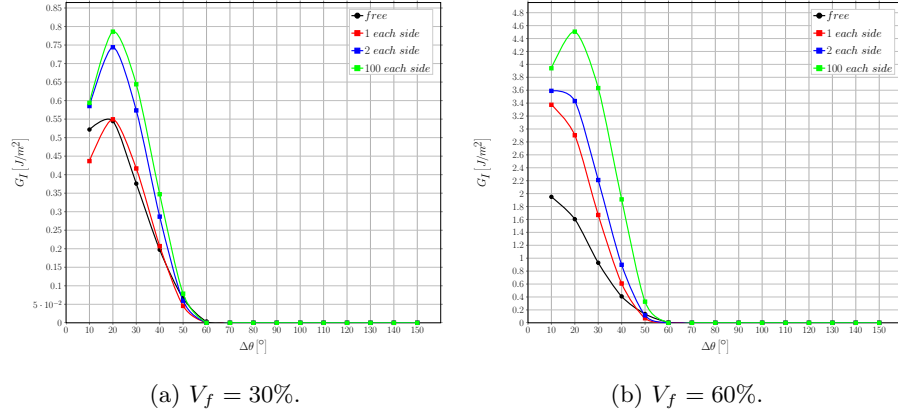 0.85
0.8
0.75
0.7
0.65
0.6
0.55
0.5
0.45
0.4
0.35
0.3
0.25
0.2
0.15
0.1
5 · 10⁻²
0
G_I [J/m²]
0 10 20 30 40 50 60 70 80 90 100 110 120 130 140 150
Δθ [°]
free
1 each side
2 each side
100 each side
(a) V_f = 30%.
4.8
4.6
4.4
4.2
4
3.8
3.6
3.4
3.2
3
2.8
2.6
2.4
2.2
2
1.8
1.6
1.4
1.2
1
0.8
0.6
0.4
0.2
0
G_I [J/m²]
0 10 20 30 40 50 60 70 80 90 100 110 120 130 140 150
Δθ [°]
free
1 each side
2 each side
100 each side
(b) V_f = 60%.